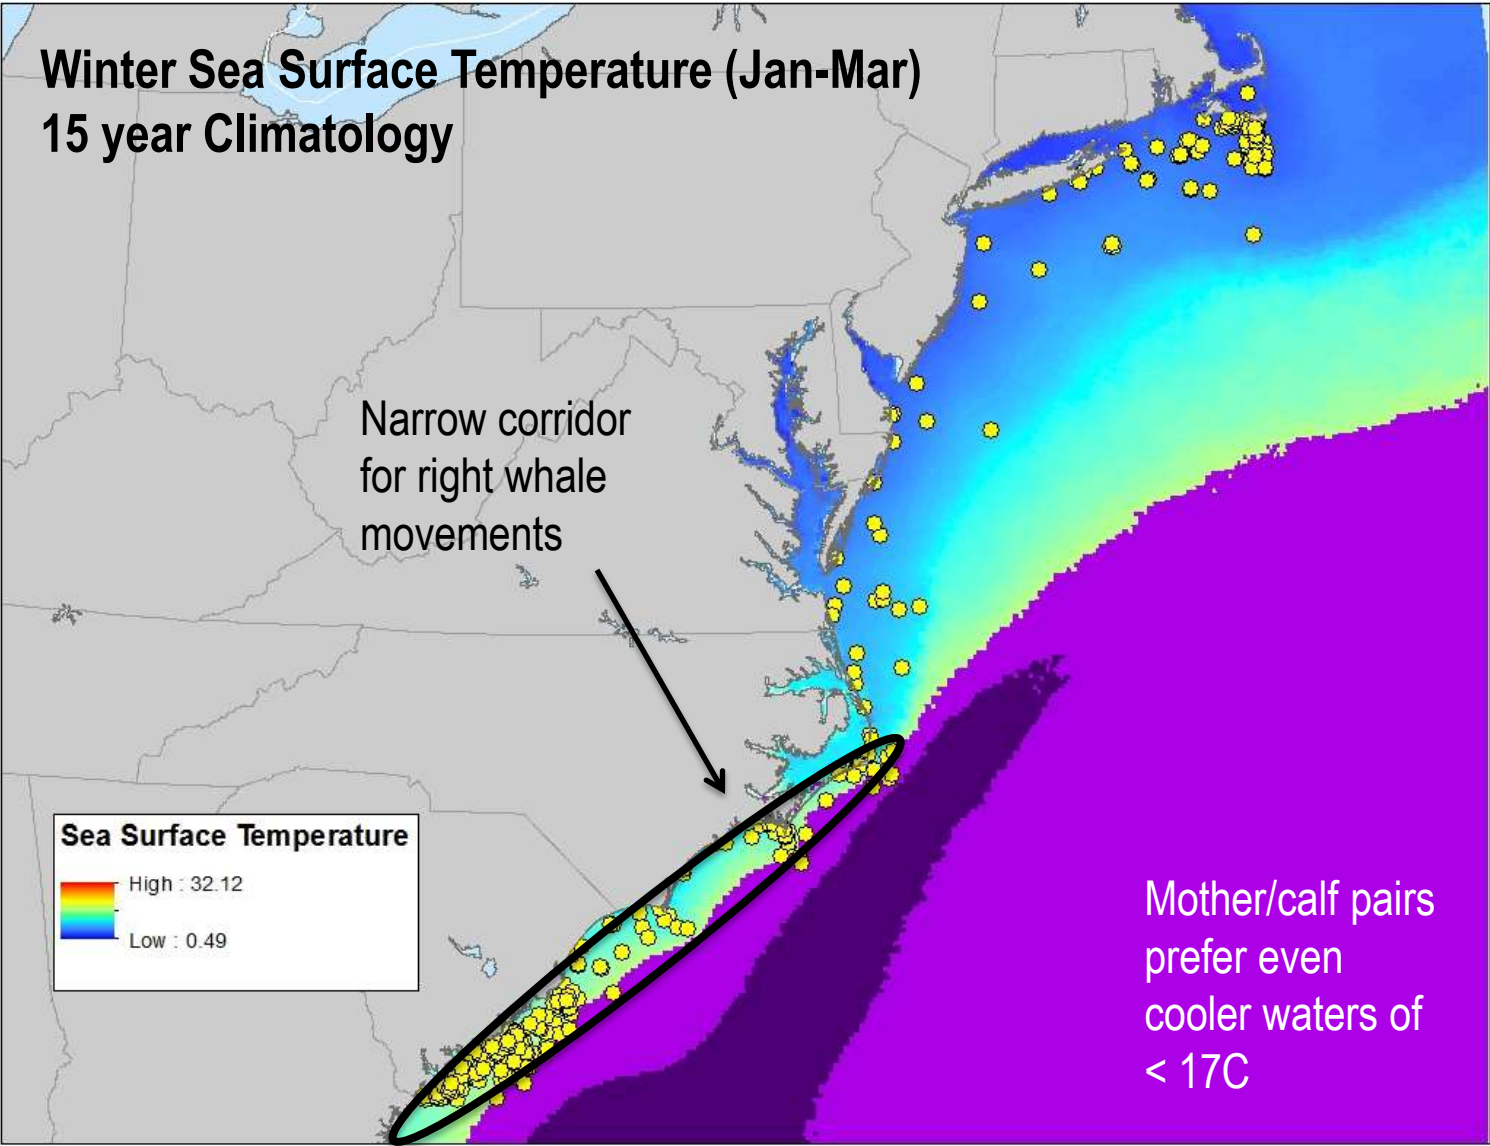 Winter Sea Surface Temperature (Jan-Mar)
15 year Climatology
Narrow corridor
for right whale
movements
Sea Surface Temperature
High : 32.12
Low : 0.49
Mother/calf pairs
prefer even
cooler waters of
< 17C